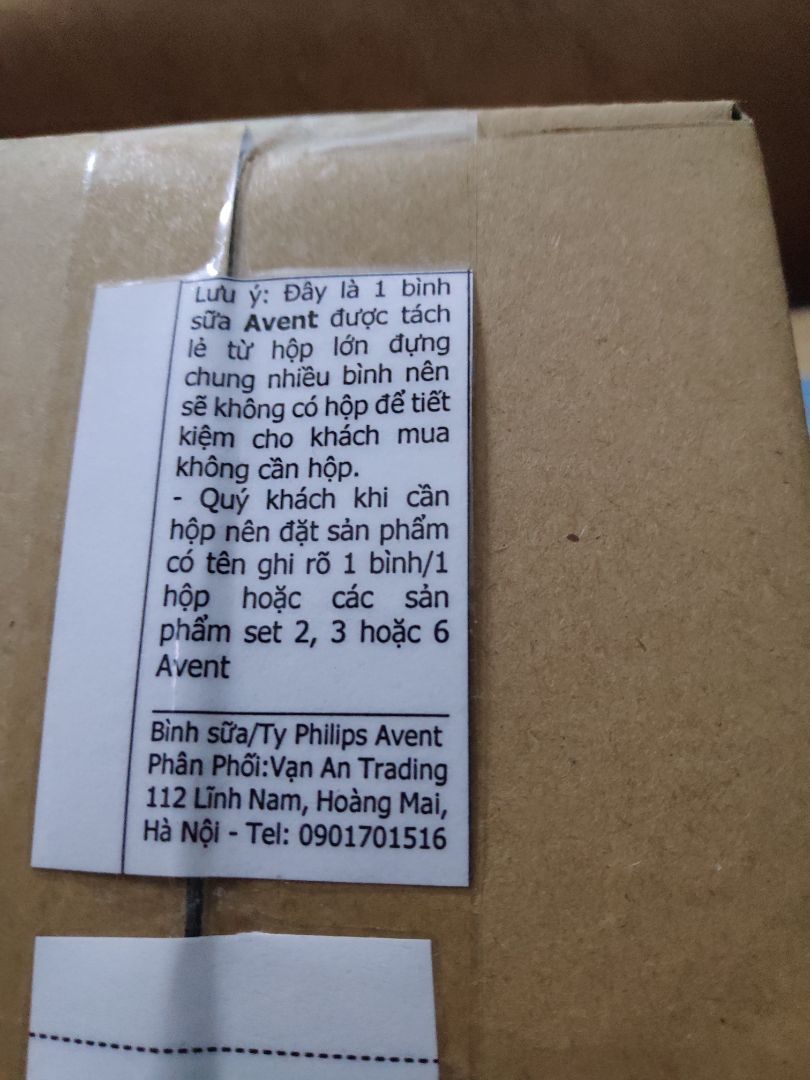 Lưu ý: Đây là 1 bình
sữa Avent được tách
lẻ từ hộp lớn đựng
chung nhiều bình nên
sẽ không có hộp để tiết
kiệm cho khách mua
không cần hộp.
- Quý khách khi cần
hộp nên đặt sản phẩm
có tên ghi rõ 1 bình/1
hộp hoặc các sản
phẩm set 2, 3 hoặc 6
Avent
Bình sữa/Ty Philips Avent
Phân Phối:Vạn An Trading
112 Lĩnh Nam, Hoàng Mai,
Hà Nội - Tel: 0901701516